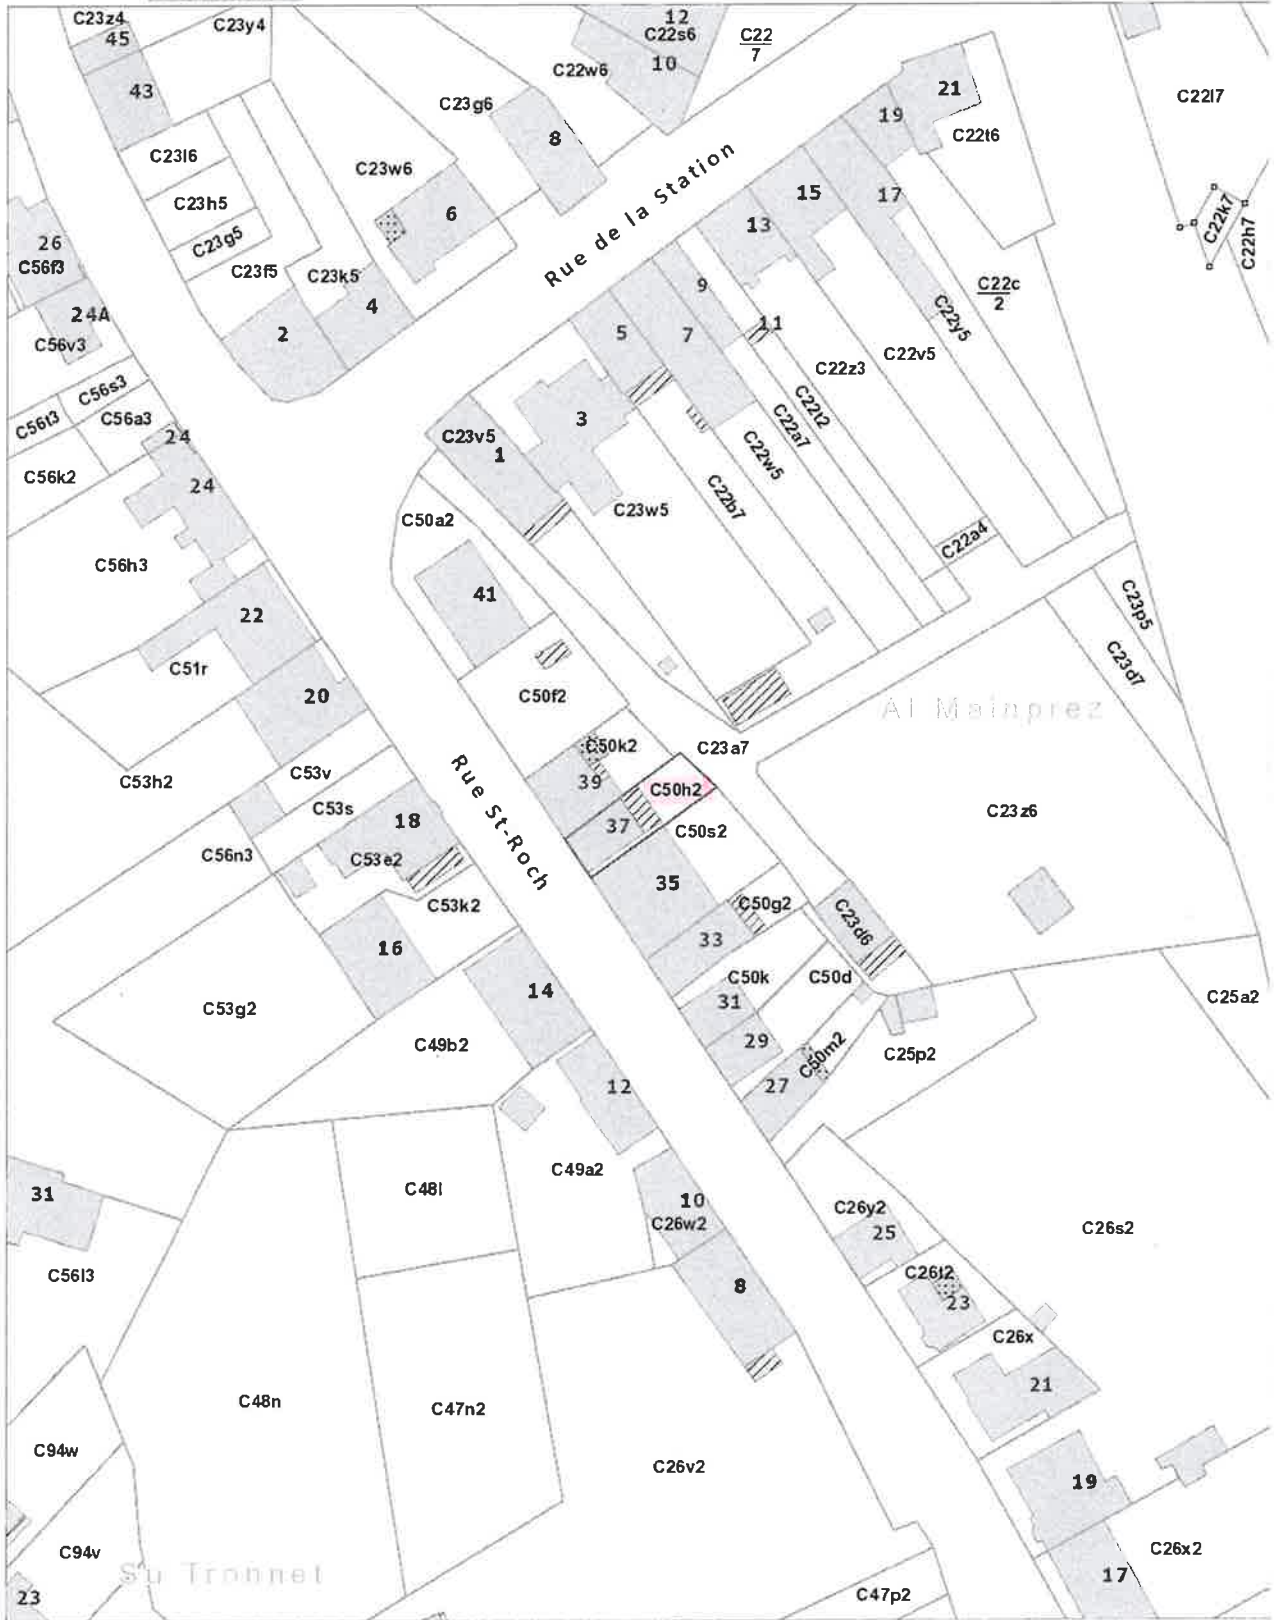 C23z4
45
C23y4
43
12
C22s6
10
C22
7
C22w6
C23g6
8
21
19
C22t6
C22l7
C22k7
C22h7
C23l6
C23h5
C23g5
C23f5
C23k5
C23w6
6
4
2
Rue de la Station
17
15
13
9
11
7
5
C22c
2
C22y5
C22v5
C22z3
C22t2
C22a7
C22w5
C22b7
C22a4
26
C56f3
24A
C56v3
C56s3
C56t3
C56a3
C56k2
24
24
C56h3
22
C51r
20
C53h2
C23v5
1
3
C23w5
C50a2
41
C50f2
C50k2
39
C50h2
37
C50s2
35
C50g2
33
C50k
C50d
31
29
C50m2
27
C23a7
C23d6
C23p5
C23d7
Al Mainprez
C23z6
C25a2
C25p2
Rue St-Roch
C53v
C53s
18
C56n3
C53e2
C53k2
16
C53g2
14
C49b2
12
C49a2
10
C26w2
8
C48l
31
C56l3
C48n
C47n2
C26v2
C94w
C94v
Su Tronnet
23
C26y2
25
C26s2
C26t2
23
C26x
21
19
C26x2
17
C47p2